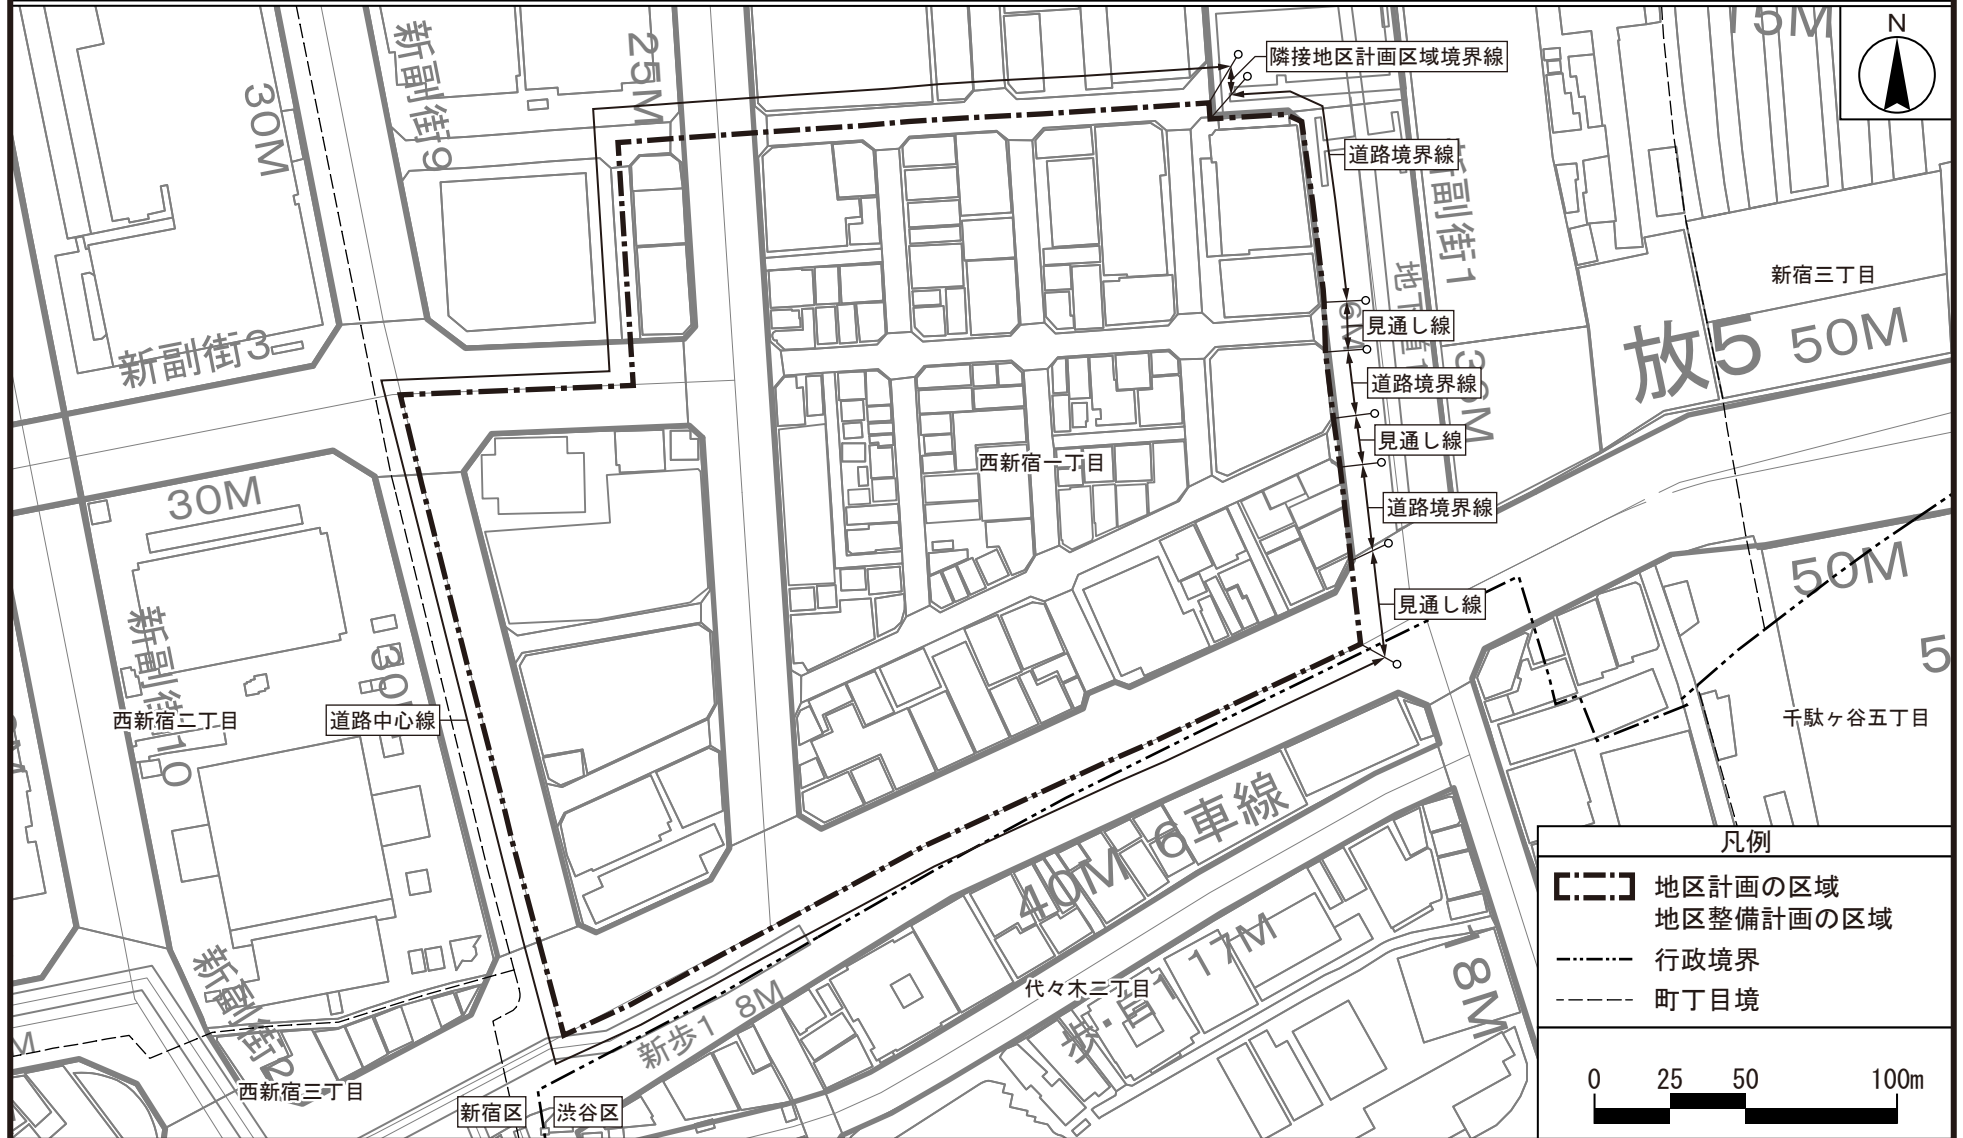 15M
N
新副街9
25M
30M
隣接地区計画区域境界線
道路境界線
新副街1
地下道1
新宿三丁目
放5 50M
6M
見通し線
新副街3
道路境界線
36M
見通し線
西新宿一丁目
30M
道路境界線
50M
見通し線
新副街10
30M
5
西新宿二丁目
道路中心線
千駄ヶ谷五丁目
40M 6車線
凡例
地区計画の区域
地区整備計画の区域
行政境界
町丁目境
新副街2
17M
18M
代々木二丁目
新歩1 8M
M
西新宿三丁目
新宿区
渋谷区
0 25 50 100m